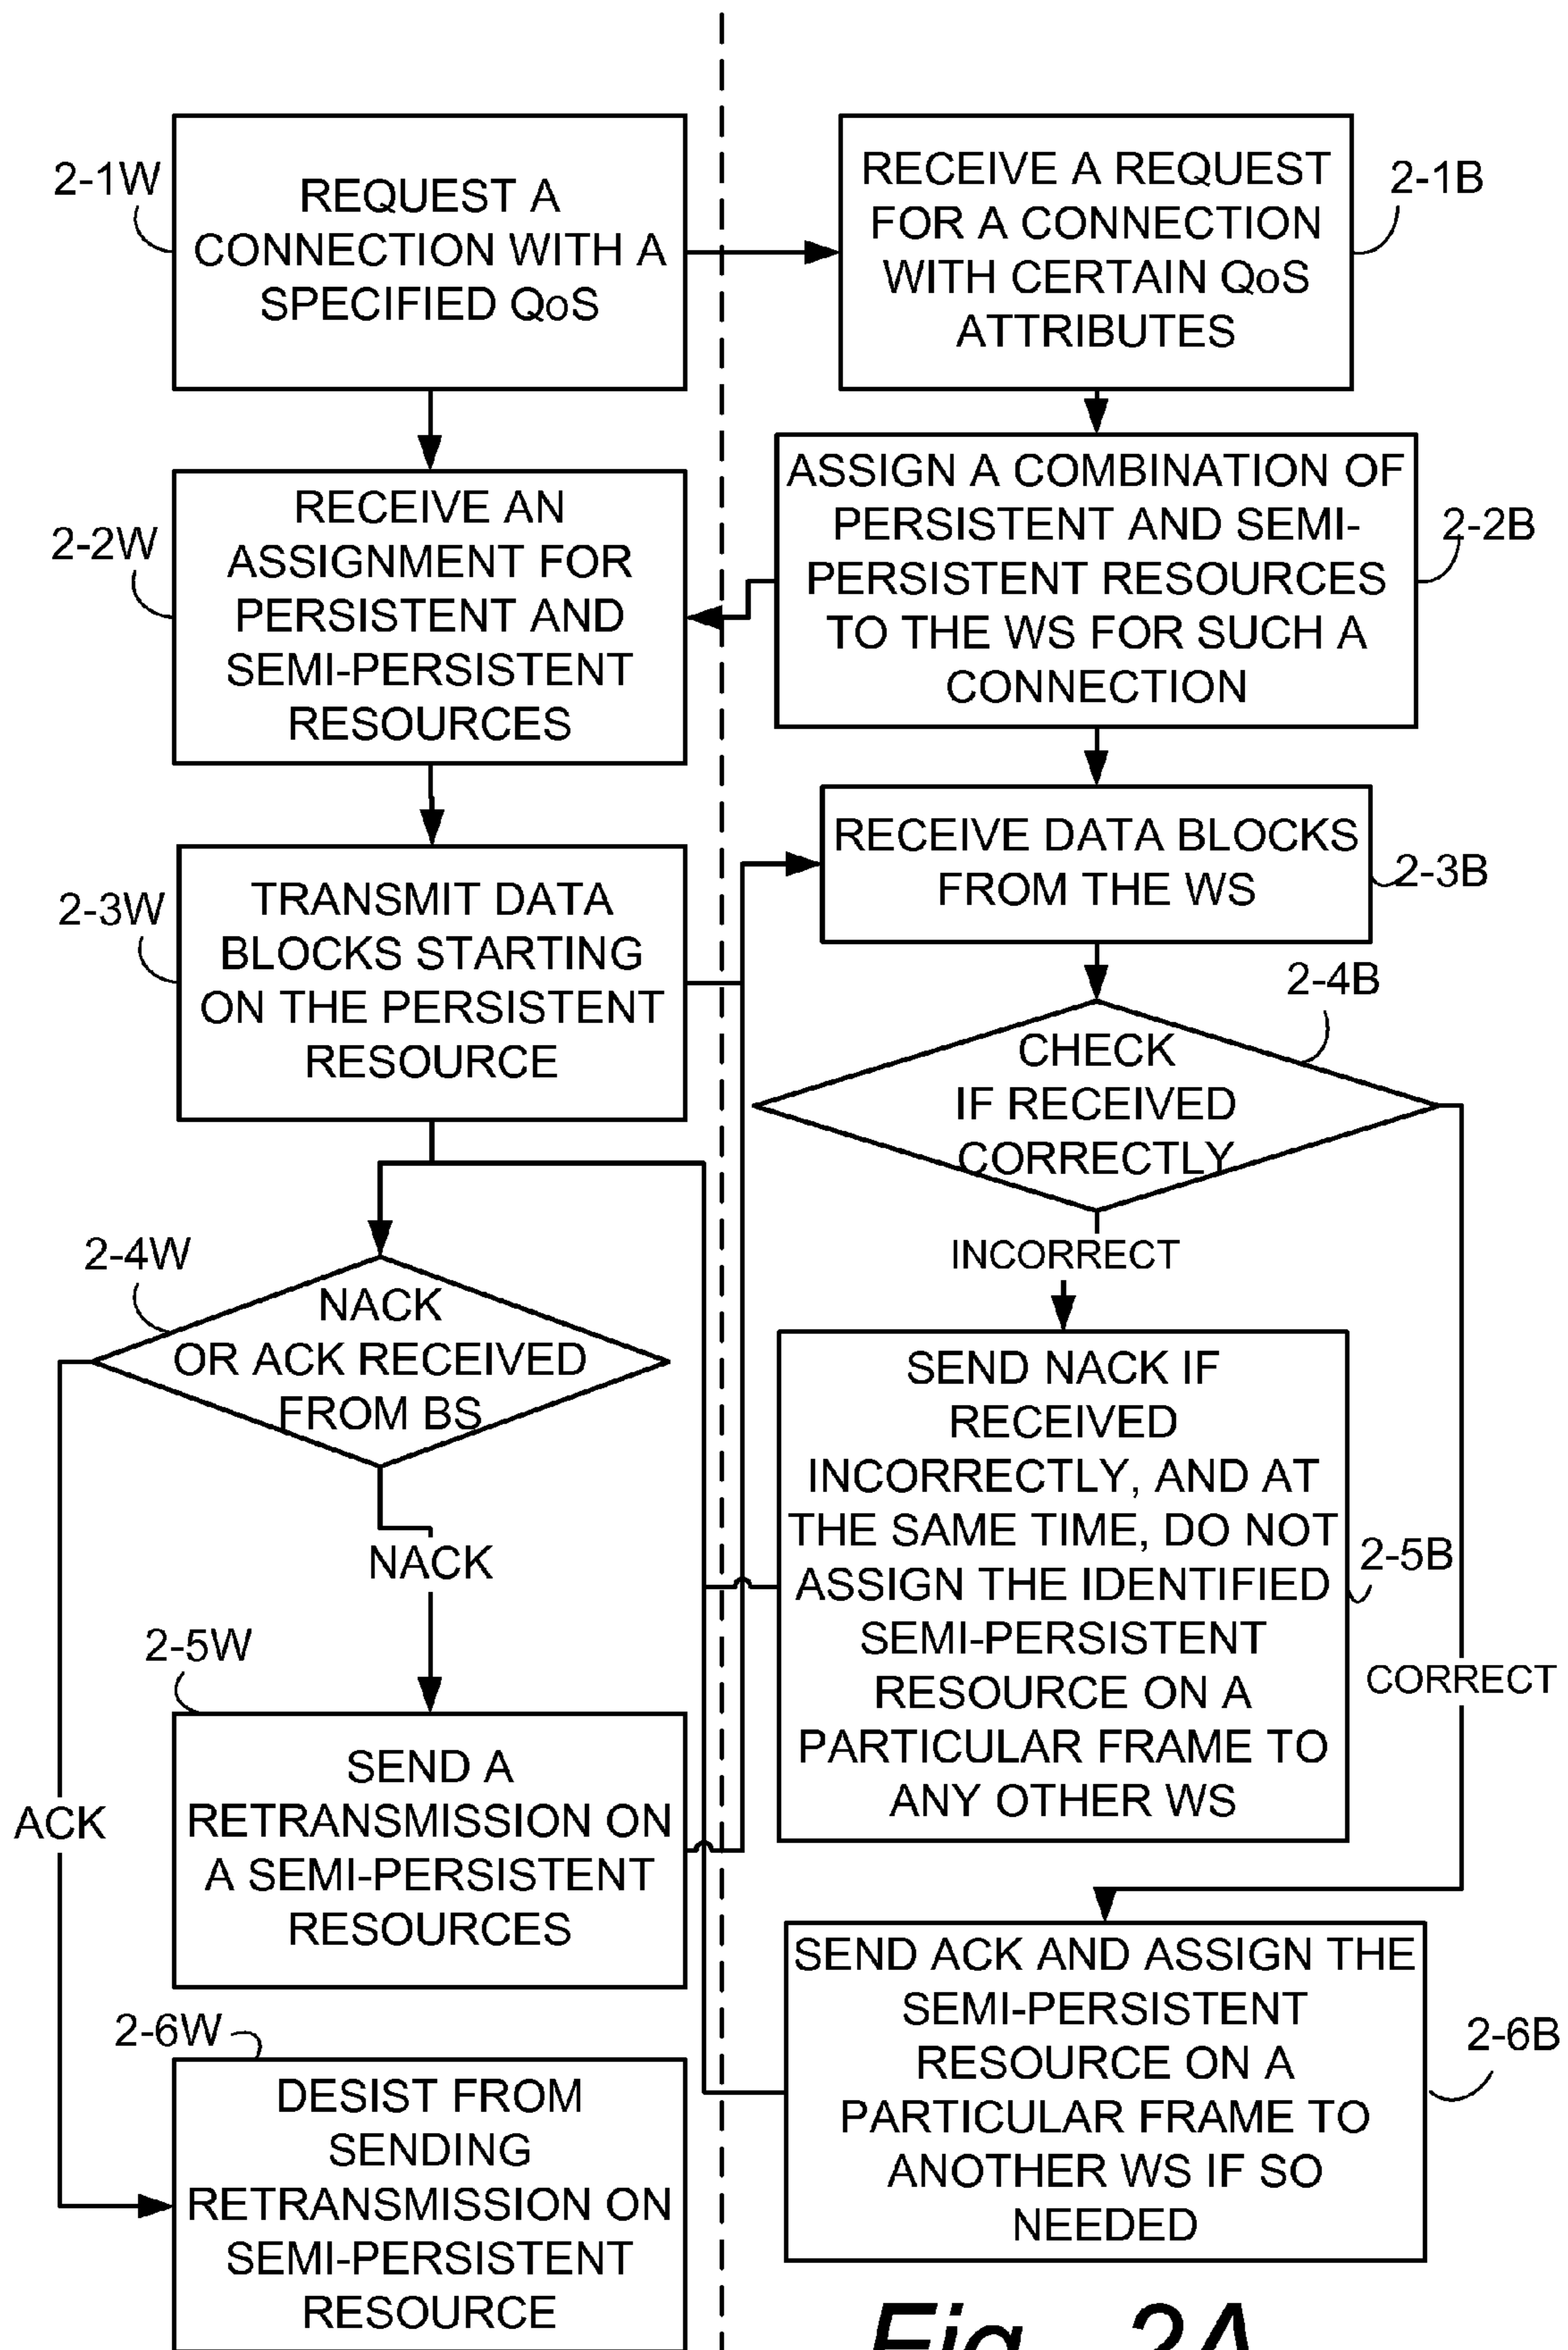 2-1W
REQUEST A
CONNECTION WITH A
SPECIFIED QoS
RECEIVE A REQUEST
FOR A CONNECTION
WITH CERTAIN QoS
ATTRIBUTES
2-1B
2-2W
RECEIVE AN
ASSIGNMENT FOR
PERSISTENT AND
SEMI-PERSISTENT
RESOURCES
ASSIGN A COMBINATION OF
PERSISTENT AND SEMI-
PERSISTENT RESOURCES
TO THE WS FOR SUCH A
CONNECTION
2-2B
2-3W
TRANSMIT DATA
BLOCKS STARTING
ON THE PERSISTENT
RESOURCE
RECEIVE DATA BLOCKS
FROM THE WS
2-3B
2-4B
CHECK
IF RECEIVED
CORRECTLY
INCORRECT
2-4W
NACK
OR ACK RECEIVED
FROM BS
NACK
SEND NACK IF
RECEIVED
INCORRECTLY, AND AT
THE SAME TIME, DO NOT
ASSIGN THE IDENTIFIED
SEMI-PERSISTENT
RESOURCE ON A
PARTICULAR FRAME TO
ANY OTHER WS
2-5B
CORRECT
2-5W
SEND A
RETRANSMISSION ON
A SEMI-PERSISTENT
RESOURCES
ACK
SEND ACK AND ASSIGN THE
SEMI-PERSISTENT
RESOURCE ON A
PARTICULAR FRAME TO
ANOTHER WS IF SO
NEEDED
2-6B
2-6W
DESIST FROM
SENDING
RETRANSMISSION ON
SEMI-PERSISTENT
RESOURCE
Fig. 2A